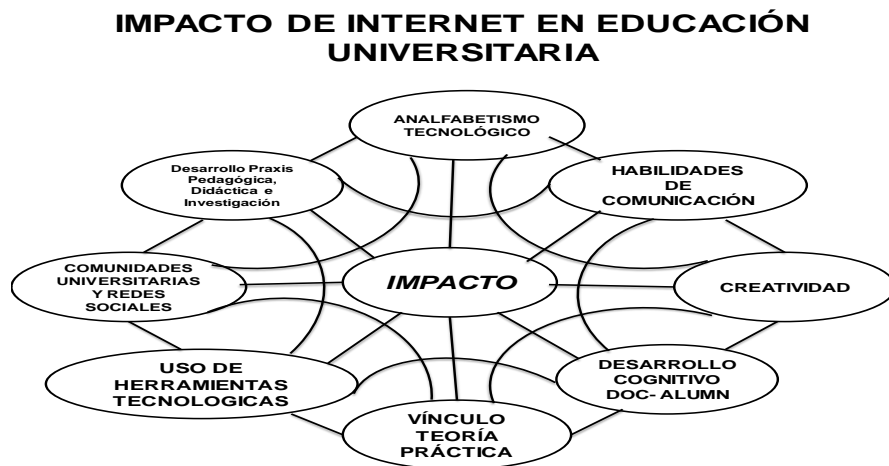 IMPACTO DE INTERNET EN EDUCACIÓN
UNIVERSITARIA
ANALFABETISMO
TECNOLÓGICO
Desarrollo Praxis
Pedagógica,
Didáctica e
Investigación
HABILIDADES
DE
COMUNICACIÓN
COMUNIDADES
UNIVERSITARIAS
Y REDES
SOCIALES
IMPACTO
CREATIVIDAD
USO DE
HERRAMIENTAS
TECNOLOGICAS
DESARROLLO
COGNITIVO
DOC- ALUMN
VÍNCULO
TEORÍA
PRÁCTICA